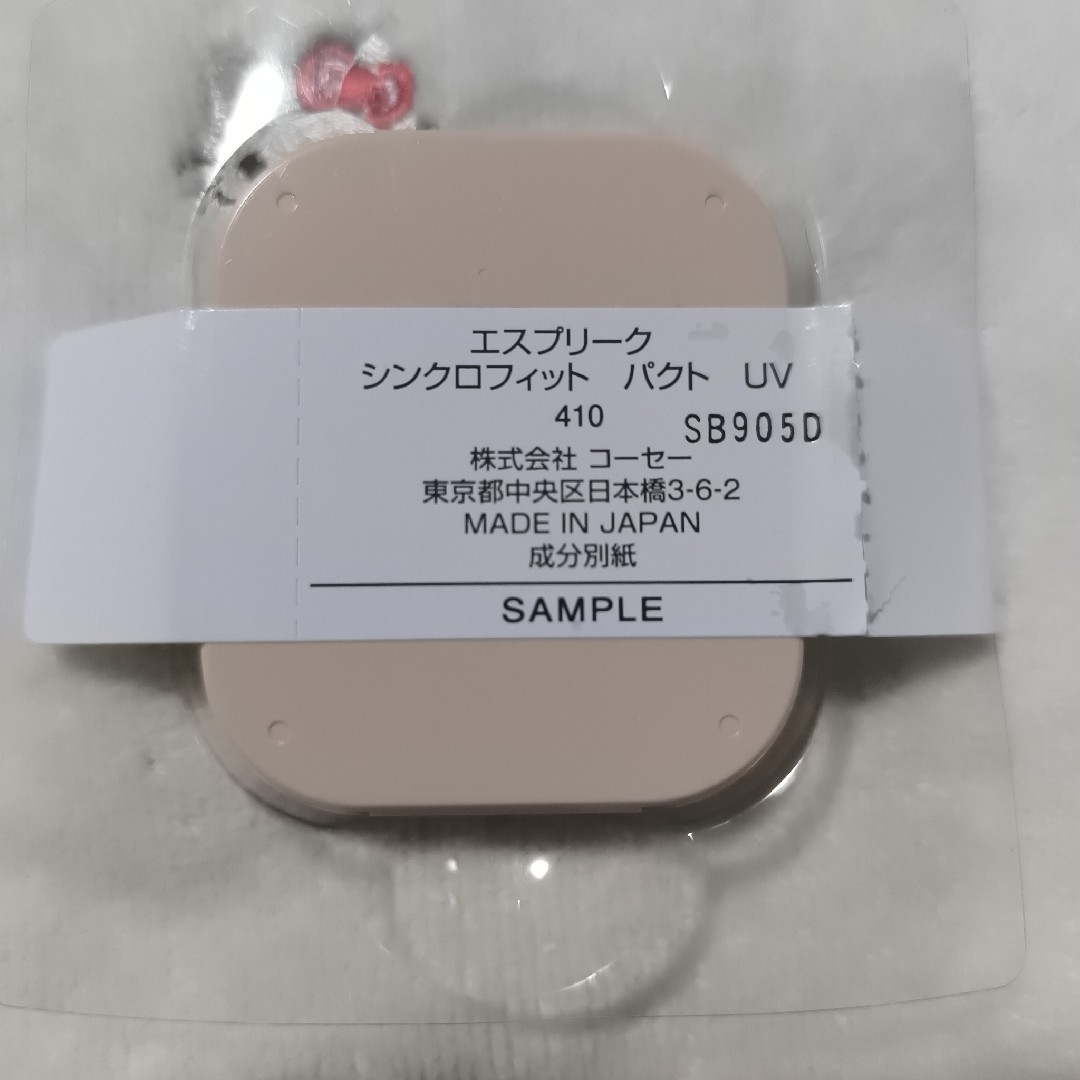 エスプリーク
シンクロフィット パクト UV
410
SB905D
株式会社 コーセー
東京都中央区日本橋3-6-2
MADE IN JAPAN
成分別紙
SAMPLE